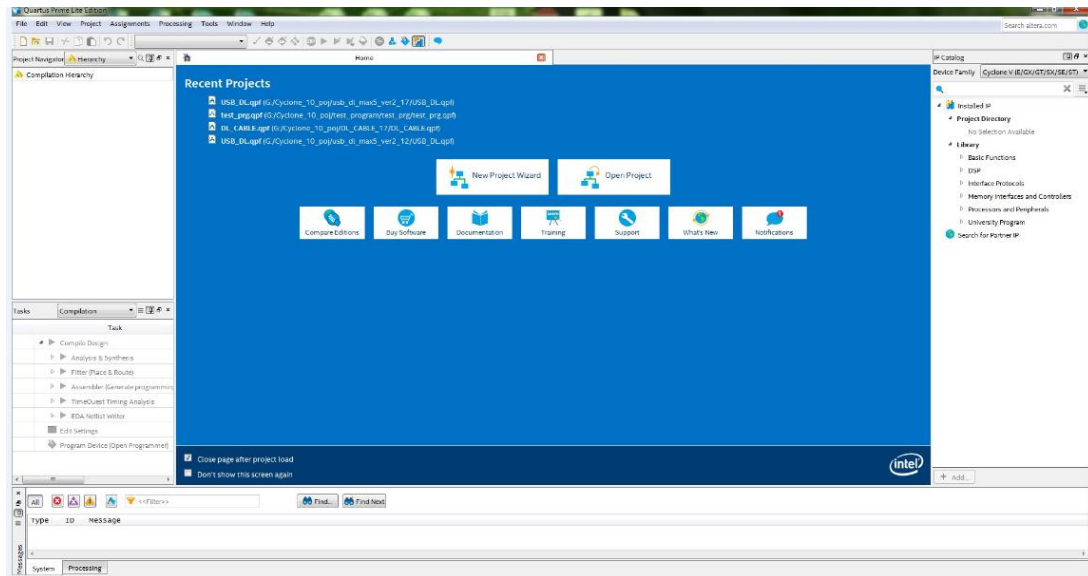 Quartus Prime Lite Edition
File Edit View Project Assignments Processing Tools Window Help
Search altera.com
Project Navigator Hierarchy
Home
IP Catalog
Compilation Hierarchy
Device Family Cyclone V (E/GX/GT/SX/SE/ST)
Recent Projects
USB_DL.qpf (G:/Cyclone_10_poj/usb_dl_max5_ver2_17/USB_DL.qpf)
test_prg.qpf (G:/Cyclone_10_poj/test_program/test_prg/test_prg.qpf)
DL_CABLE.qpf (G:/Cyclone_10_poj/DL_CABLE_17/DL_CABLE.qpf)
USB_DL.qpf (G:/Cyclone_10_poj/usb_dl_max5_ver2_12/USB_DL.qpf)
Installed IP
Project Directory
No Selection Available
Library
Basic Functions
DSP
Interface Protocols
Memory Interfaces and Controllers
Processors and Peripherals
University Program
Search for Partner IP
New Project Wizard
Open Project
Compare Editions
Buy Software
Documentation
Training
Support
What's New
Notifications
Tasks Compilation
Task
Compile Design
Analysis & Synthesis
Fitter (Place & Route)
Assembler (Generate programming
TimeQuest Timing Analysis
EDA Netlist Writer
Edit Settings
Program Device (Open Programmer)
Close page after project load
Don't show this screen again
intel
+ Add...
All
<<Filter>>
Find...
Find Next
Type ID Message
Messages
System Processing